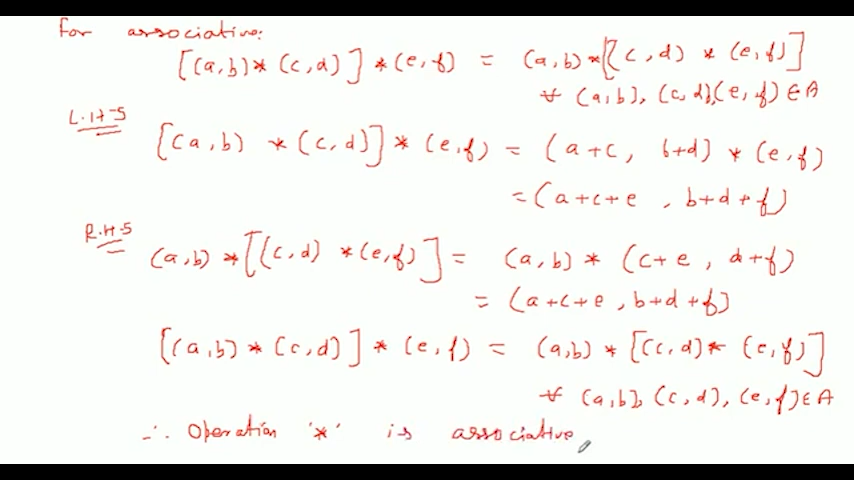 For associative:
[(a,b) * (c,d)] * (e,f) = (a,b) * [(c,d) * (e,f)]
∀ (a,b), (c,d), (e,f) ∈ A
L.H.S
[(a,b) * (c,d)] * (e,f) = (a+c, b+d) * (e,f)
= (a+c+e, b+d+f)
R.H.S
(a,b) * [(c,d) * (e,f)] = (a,b) * (c+e, d+f)
= (a+c+e, b+d+f)
[(a,b) * (c,d)] * (e,f) = (a,b) * [(c,d) * (e,f)]
∀ (a,b), (c,d), (e,f) ∈ A
∴ Operation '*' is associative